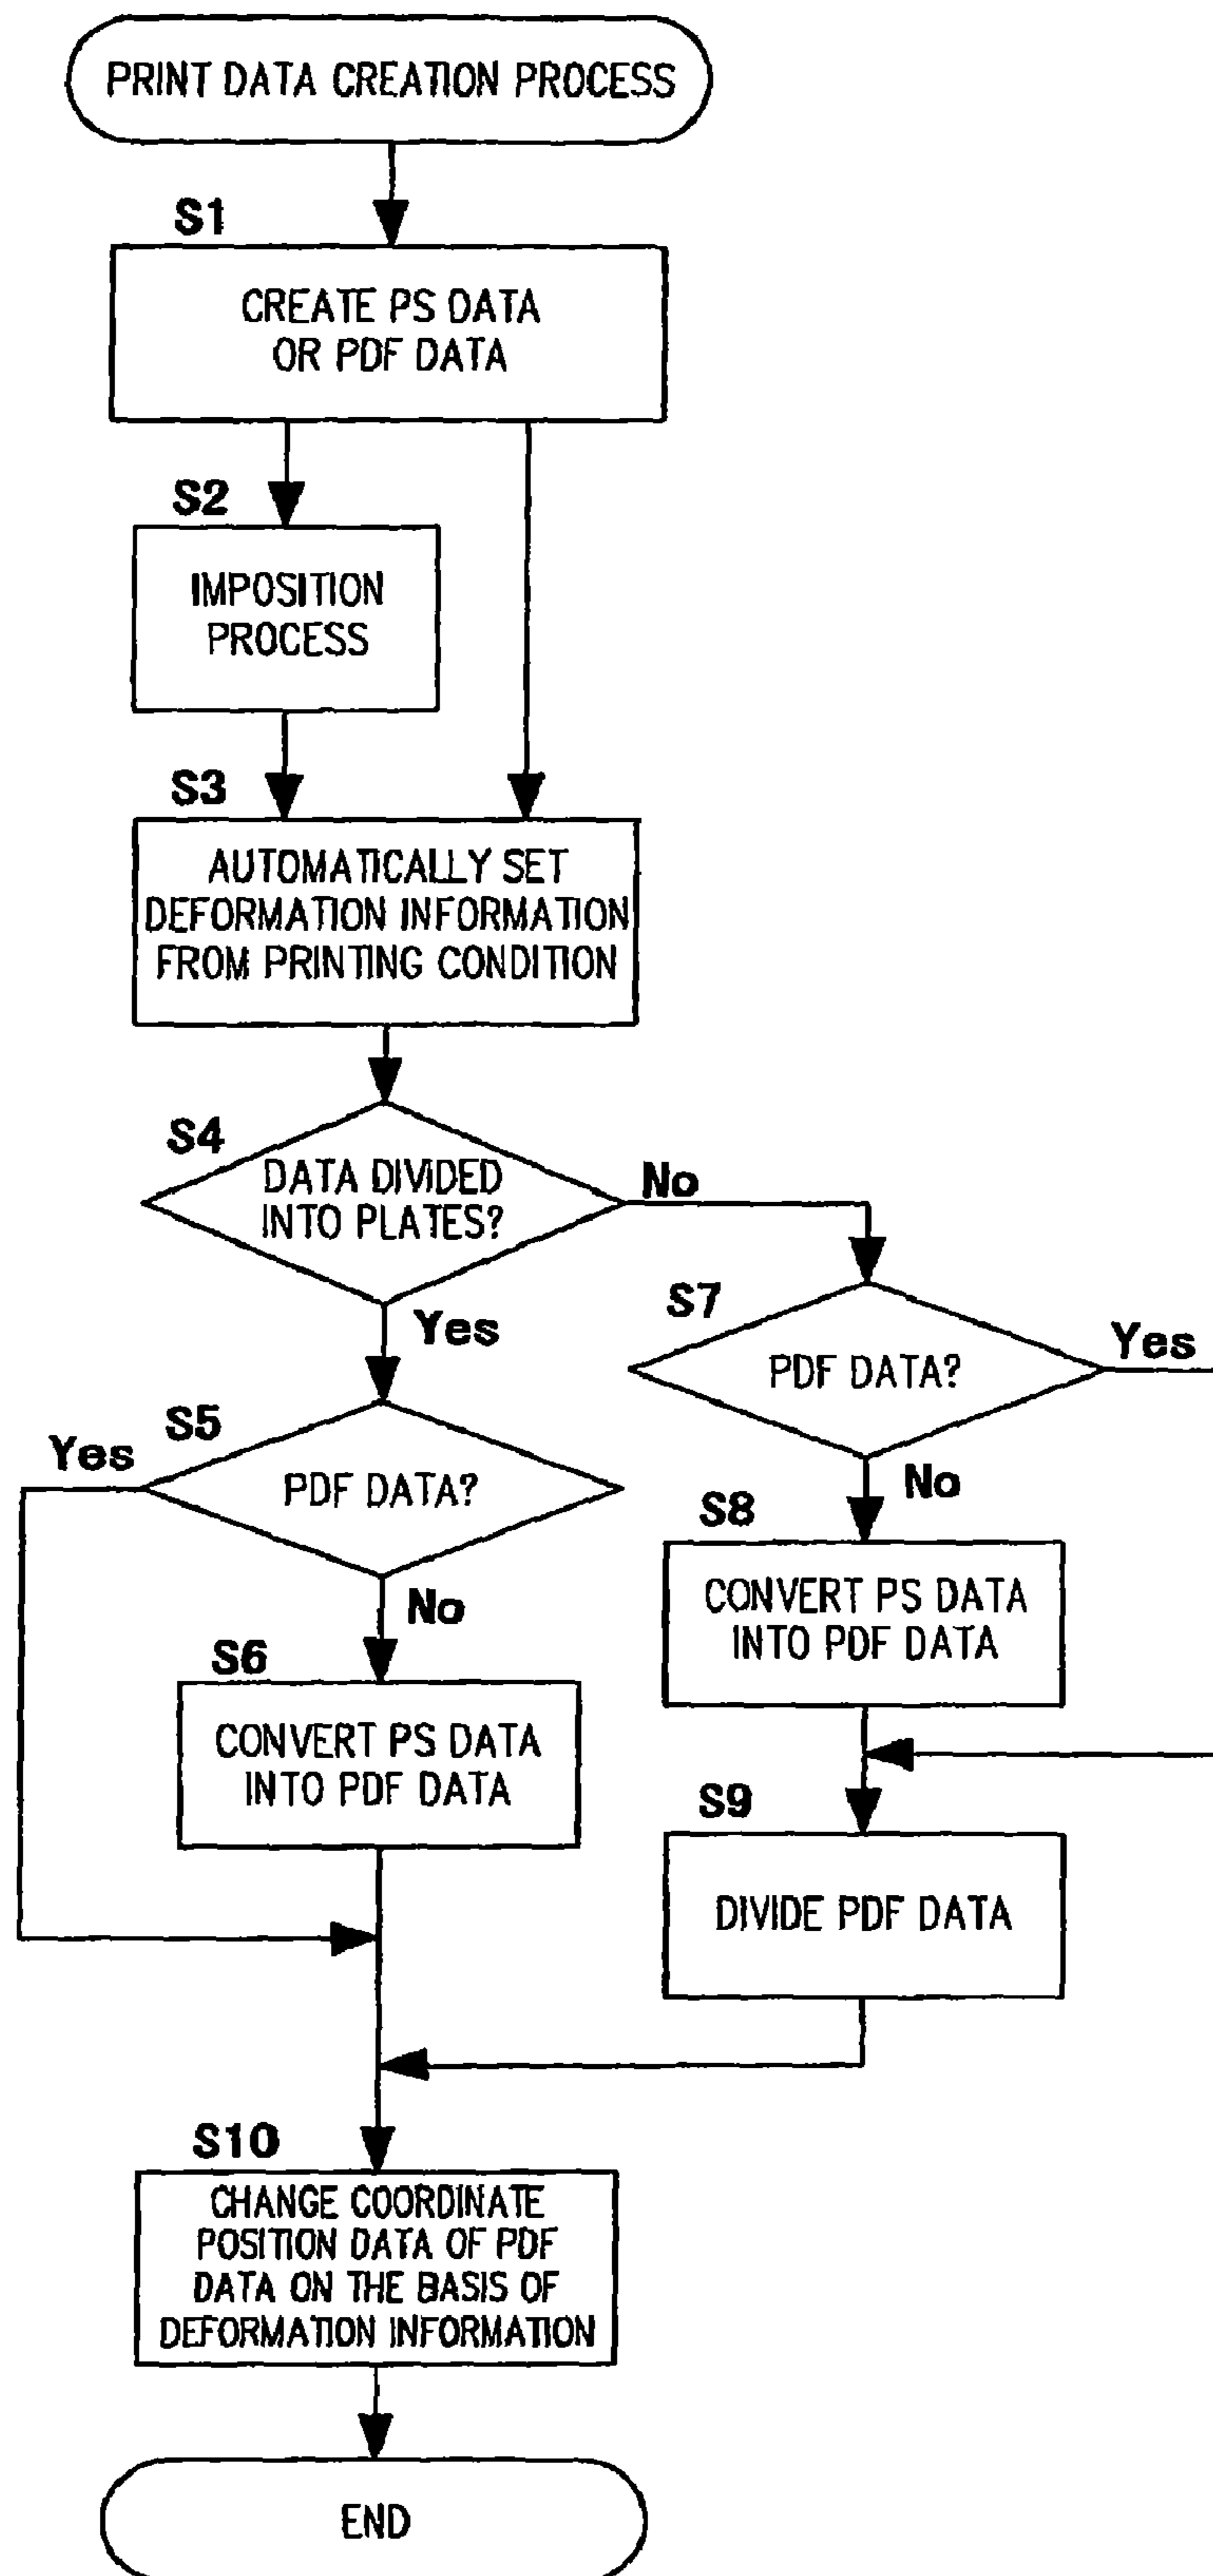 PRINT DATA CREATION PROCESS
S1
CREATE PS DATA
OR PDF DATA
S2
IMPOSITION
PROCESS
S3
AUTOMATICALLY SET
DEFORMATION INFORMATION
FROM PRINTING CONDITION
S4
DATA DIVIDED
INTO PLATES?
No
Yes
S7
PDF DATA?
Yes
No
S5
Yes
PDF DATA?
No
S8
CONVERT PS DATA
INTO PDF DATA
S6
CONVERT PS DATA
INTO PDF DATA
S9
DIVIDE PDF DATA
S10
CHANGE COORDINATE
POSITION DATA OF PDF
DATA ON THE BASIS OF
DEFORMATION INFORMATION
END